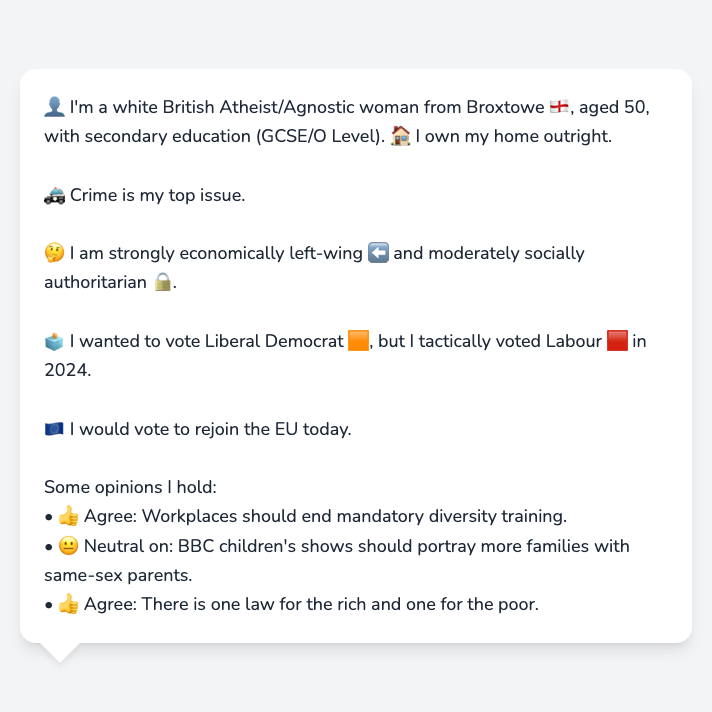 👤 I'm a white British Atheist/Agnostic woman from Broxtowe 🏴󠁧󠁢󠁥󠁮󠁧󠁿, aged 50,
with secondary education (GCSE/O Level). 🏠 I own my home outright.
🚓 Crime is my top issue.
🤔 I am strongly economically left-wing ⬅️ and moderately socially
authoritarian 🔒.
🗳️ I wanted to vote Liberal Democrat 🟧, but I tactically voted Labour 🟥 in
2024.
🇪🇺 I would vote to rejoin the EU today.
Some opinions I hold:
• 👍 Agree: Workplaces should end mandatory diversity training.
• 😐 Neutral on: BBC children's shows should portray more families with
same-sex parents.
• 👍 Agree: There is one law for the rich and one for the poor.